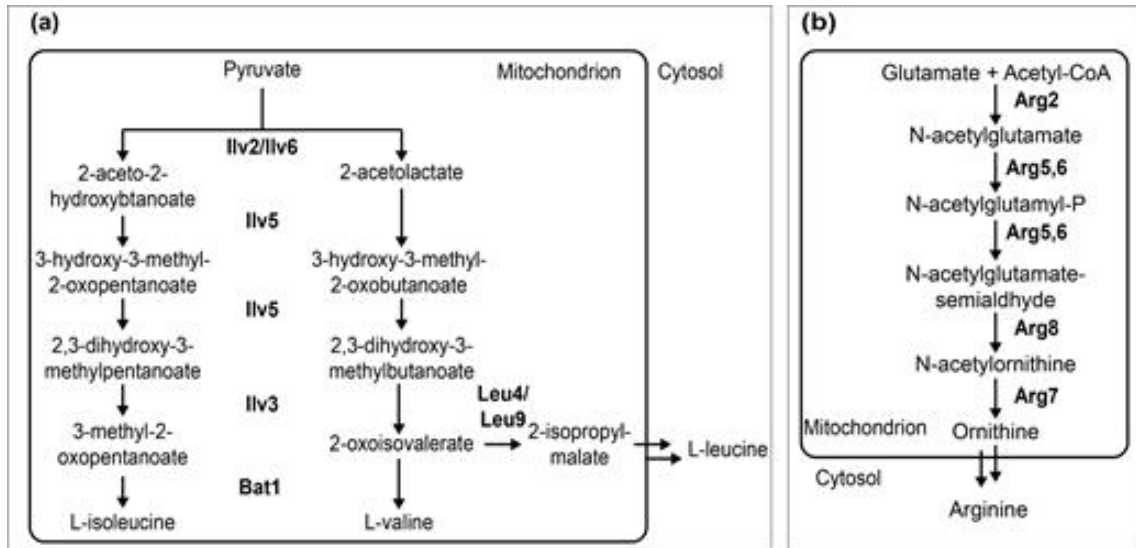 (a)
Pyruvate
Mitochondrion
Cytosol
Ilv2/Ilv6
2-aceto-2-
hydroxybtanoate
2-acetolactate
Ilv5
3-hydroxy-3-methyl-
2-oxopentanoate
3-hydroxy-3-methyl-
2-oxobutanoate
Ilv5
2,3-dihydroxy-3-
methylpentanoate
2,3-dihydroxy-3-
methylbutanoate
Ilv3
Leu4/
Leu9
3-methyl-2-
oxopentanoate
2-oxoisovalerate
2-isopropyl-
malate
L-leucine
Bat1
L-isoleucine
L-valine
(b)
Glutamate + Acetyl-CoA
Arg2
N-acetylglutamate
Arg5,6
N-acetylglutamyl-P
Arg5,6
N-acetylglutamate-
semialdhyde
Arg8
N-acetylornithine
Arg7
Mitochondrion
Ornithine
Cytosol
Arginine